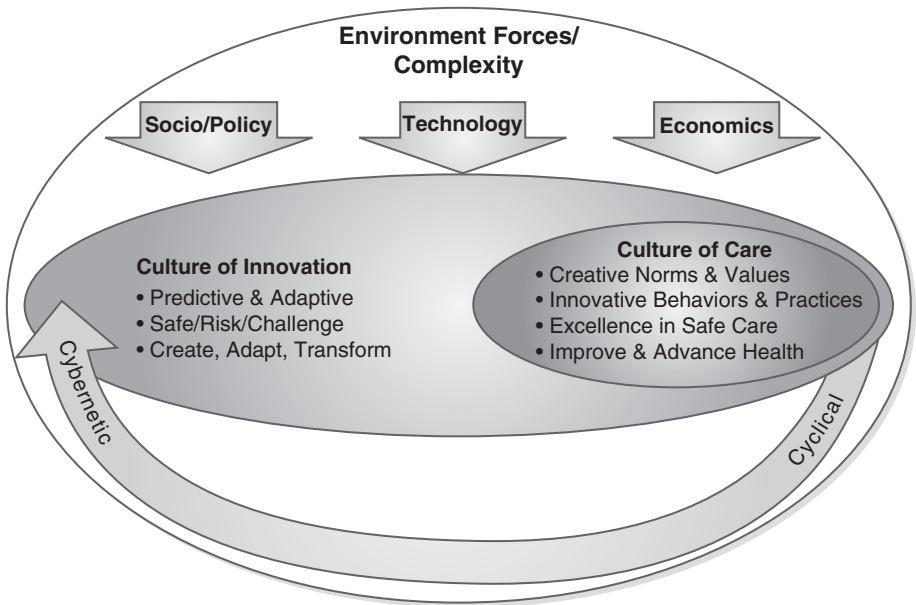 Environment Forces/
Complexity
Socio/Policy
Technology
Economics
Culture of Innovation
• Predictive & Adaptive
• Safe/Risk/Challenge
• Create, Adapt, Transform
Culture of Care
• Creative Norms & Values
• Innovative Behaviors & Practices
• Excellence in Safe Care
• Improve & Advance Health
Cybernetic
Cyclical